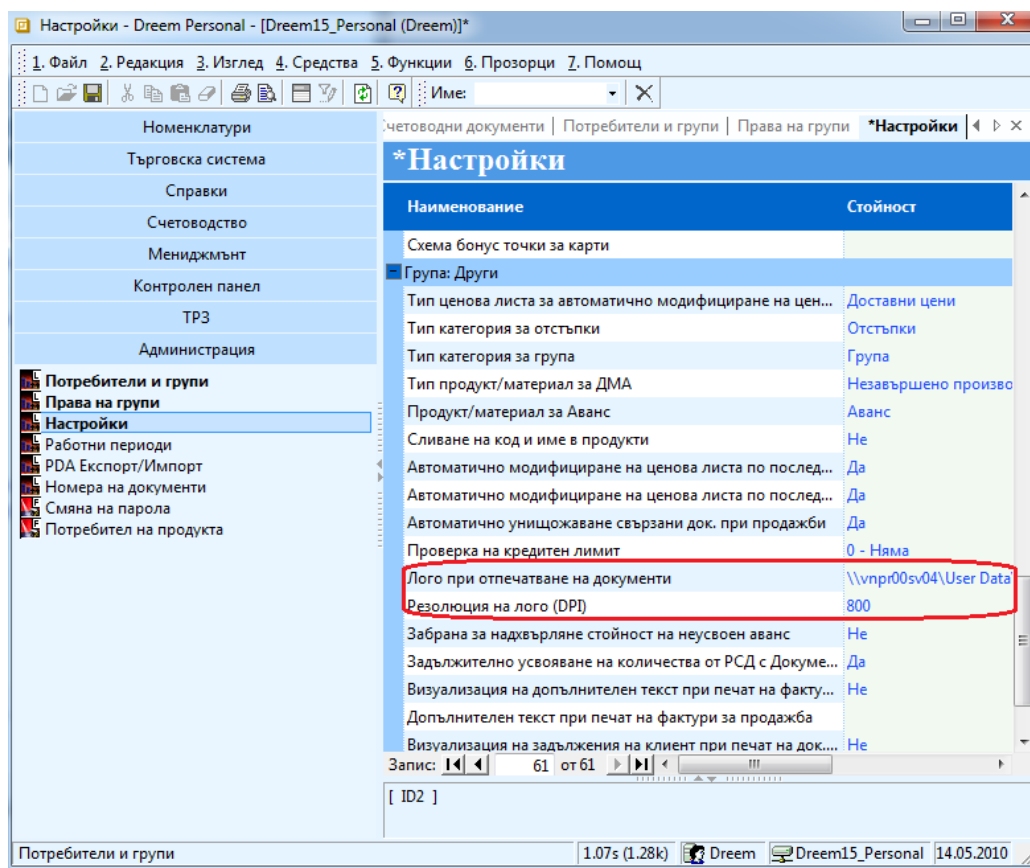 Настройки - Dreem Personal - [Dreem15_Personal (Dreem)]*
1. Файл 2. Редакция 3. Изглед 4. Средства 5. Функции 6. Прозорци 7. Помощ
Име:
Номенклатури
Търговска система
Справки
Счетоводство
Мениджмънт
Контролен панел
ТРЗ
Администрация
Потребители и групи
Права на групи
Настройки
Работни периоди
PDA Експорт/Импорт
Номера на документи
Смяна на парола
Потребител на продукта
четоводни документи | Потребители и групи | Права на групи *Настройки
*Настройки
Наименование Стойност
Схема бонус точки за карти
Група: Други
Тип ценова листа за автоматично модифициране на цен... Доставни цени
Тип категория за отстъпки Отстъпки
Тип категория за група Група
Тип продукт/материал за ДМА Незавършено произво
Продукт/материал за Аванс Аванс
Сливане на код и име в продукти Не
Автоматично модифициране на ценова листа по послед... Да
Автоматично модифициране на ценова листа по послед... Да
Автоматично унищожаване свързани док. при продажби Да
Проверка на кредитен лимит 0 - Няма
Лого при отпечатване на документи \\vnpr00sv04\User Data\
Резолюция на лого (DPI) 800
Забрана за надхвърляне стойност на неусвоен аванс Не
Задължително усвояване на количества от РСД с Докуме... Да
Визуализация на допълнителен текст при печат на факту... Не
Допълнителен текст при печат на фактури за продажба
Визуализация на задължения на клиент при печат на док.... Не
Запис: 61 от 61
[ ID2 ]
Потребители и групи 1.07s (1.28k) Dreem Dreem15_Personal 14.05.2010